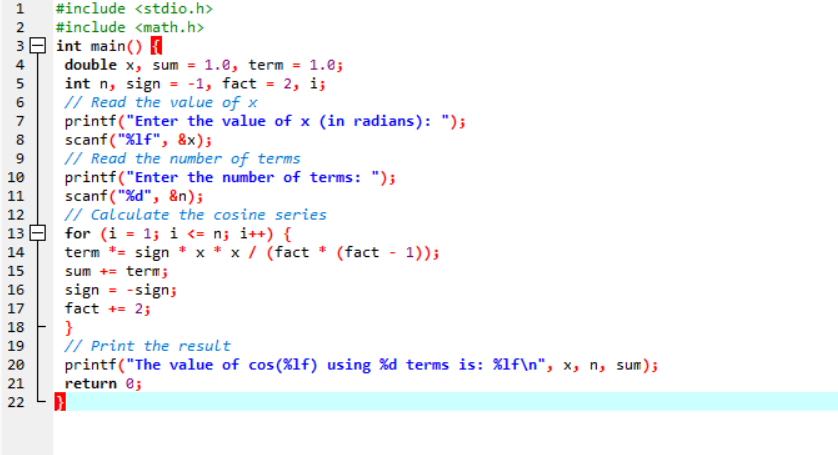 1 #include <stdio.h>
2 #include <math.h>
3 int main() {
4 double x, sum = 1.0, term = 1.0;
5 int n, sign = -1, fact = 2, i;
6 // Read the value of x
7 printf("Enter the value of x (in radians): ");
8 scanf("%lf", &x);
9 // Read the number of terms
10 printf("Enter the number of terms: ");
11 scanf("%d", &n);
12 // Calculate the cosine series
13 for (i = 1; i <= n; i++) {
14 term *= sign * x * x / (fact * (fact - 1));
15 sum += term;
16 sign = -sign;
17 fact += 2;
18 }
19 // Print the result
20 printf("The value of cos(%lf) using %d terms is: %lf\n", x, n, sum);
21 return 0;
22 }